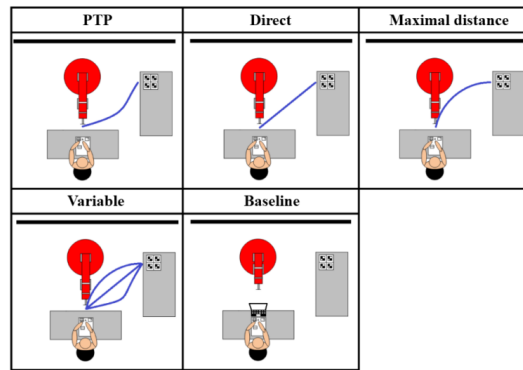 PTP
Direct
Maximal distance
Variable
Baseline